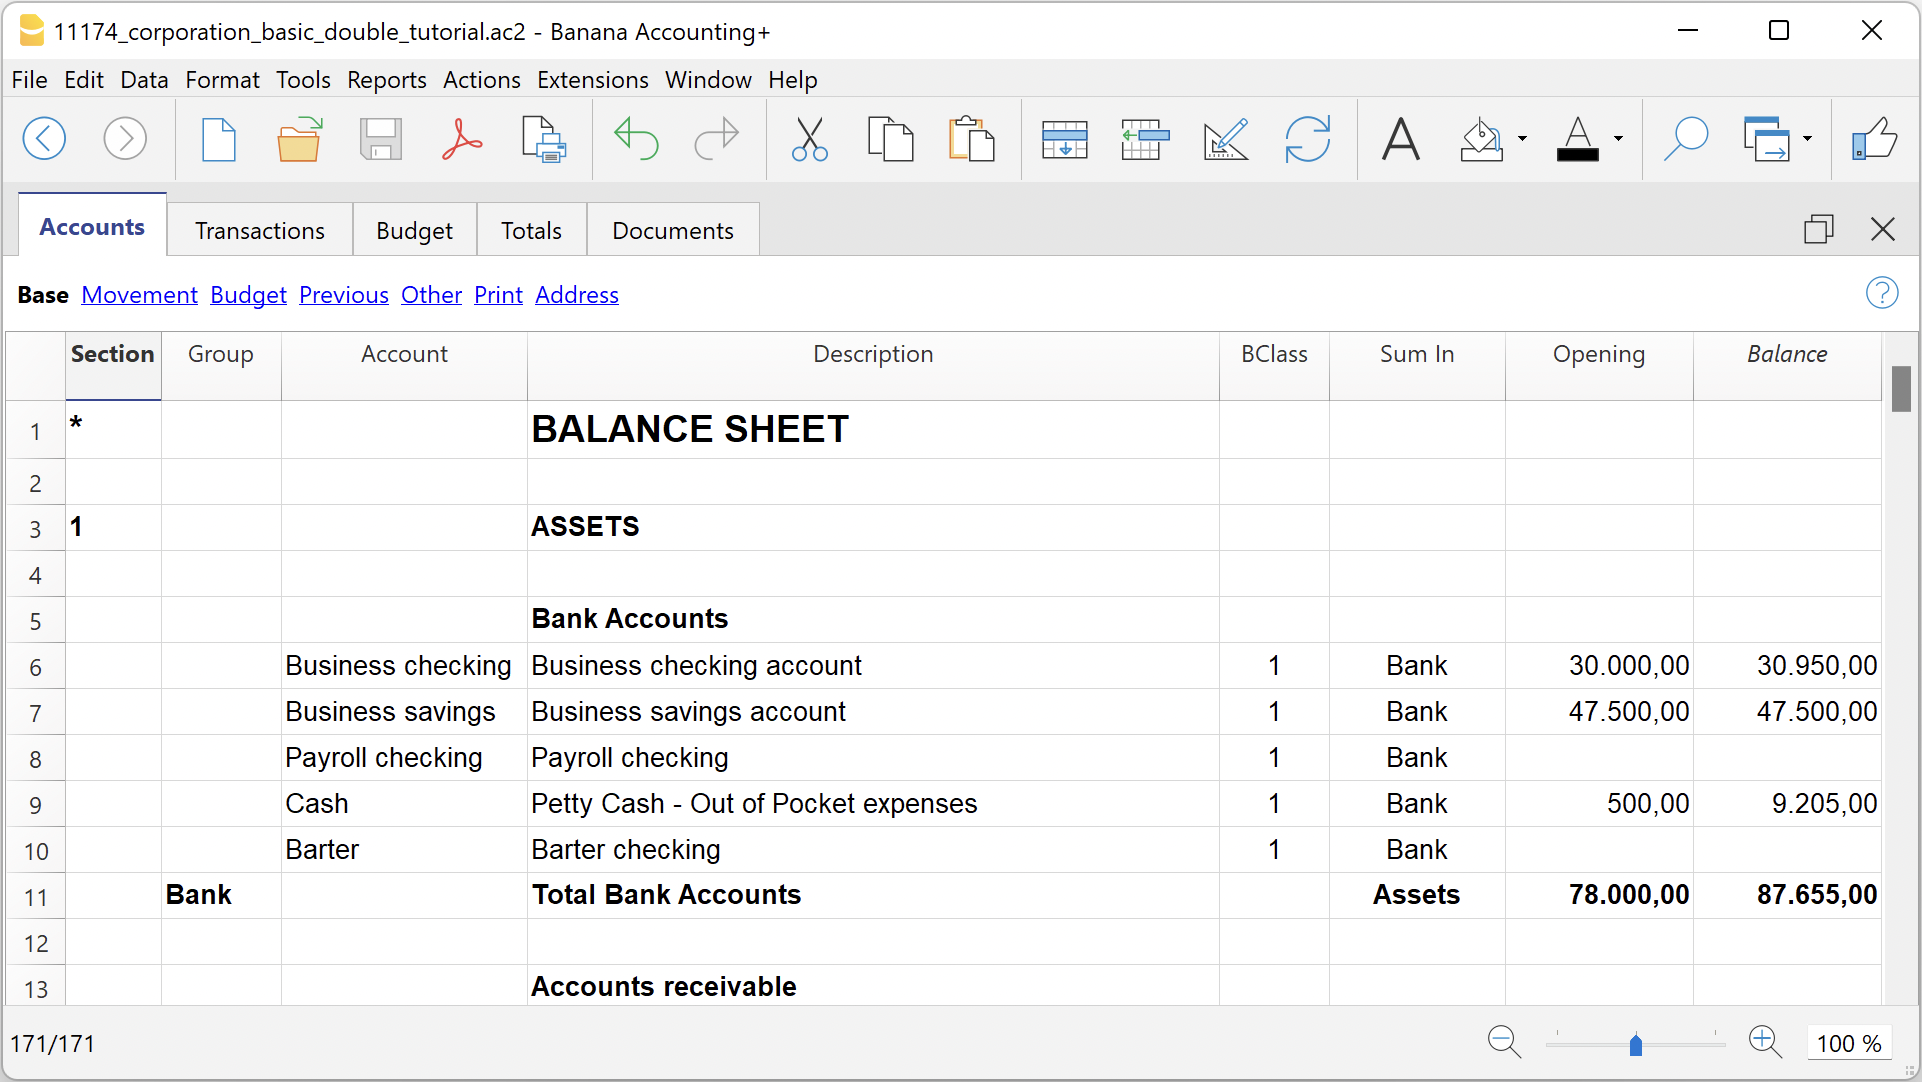 11174_corporation_basic_double_tutorial.ac2 - Banana Accounting+
File Edit Data Format Tools Reports Actions Extensions Window Help
Accounts Transactions Budget Totals Documents
Base Movement Budget Previous Other Print Address
Section Group Account Description BClass Sum In Opening Balance
1 * BALANCE SHEET
2
3 1 ASSETS
4
5 Bank Accounts
6 Business checking Business checking account 1 Bank 30.000,00 30.950,00
7 Business savings Business savings account 1 Bank 47.500,00 47.500,00
8 Payroll checking Payroll checking 1 Bank
9 Cash Petty Cash - Out of Pocket expenses 1 Bank 500,00 9.205,00
10 Barter Barter checking 1 Bank
11 Bank Total Bank Accounts Assets 78.000,00 87.655,00
12
13 Accounts receivable
171/171 100 %